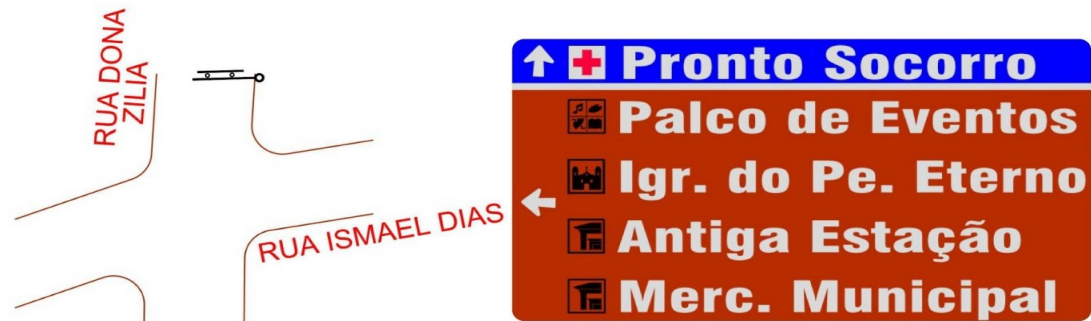 RUA DONA
ZILIA
RUA ISMAEL DIAS
Pronto Socorro
Palco de Eventos
Igr. do Pe. Eterno
Antiga Estação
Merc. Municipal